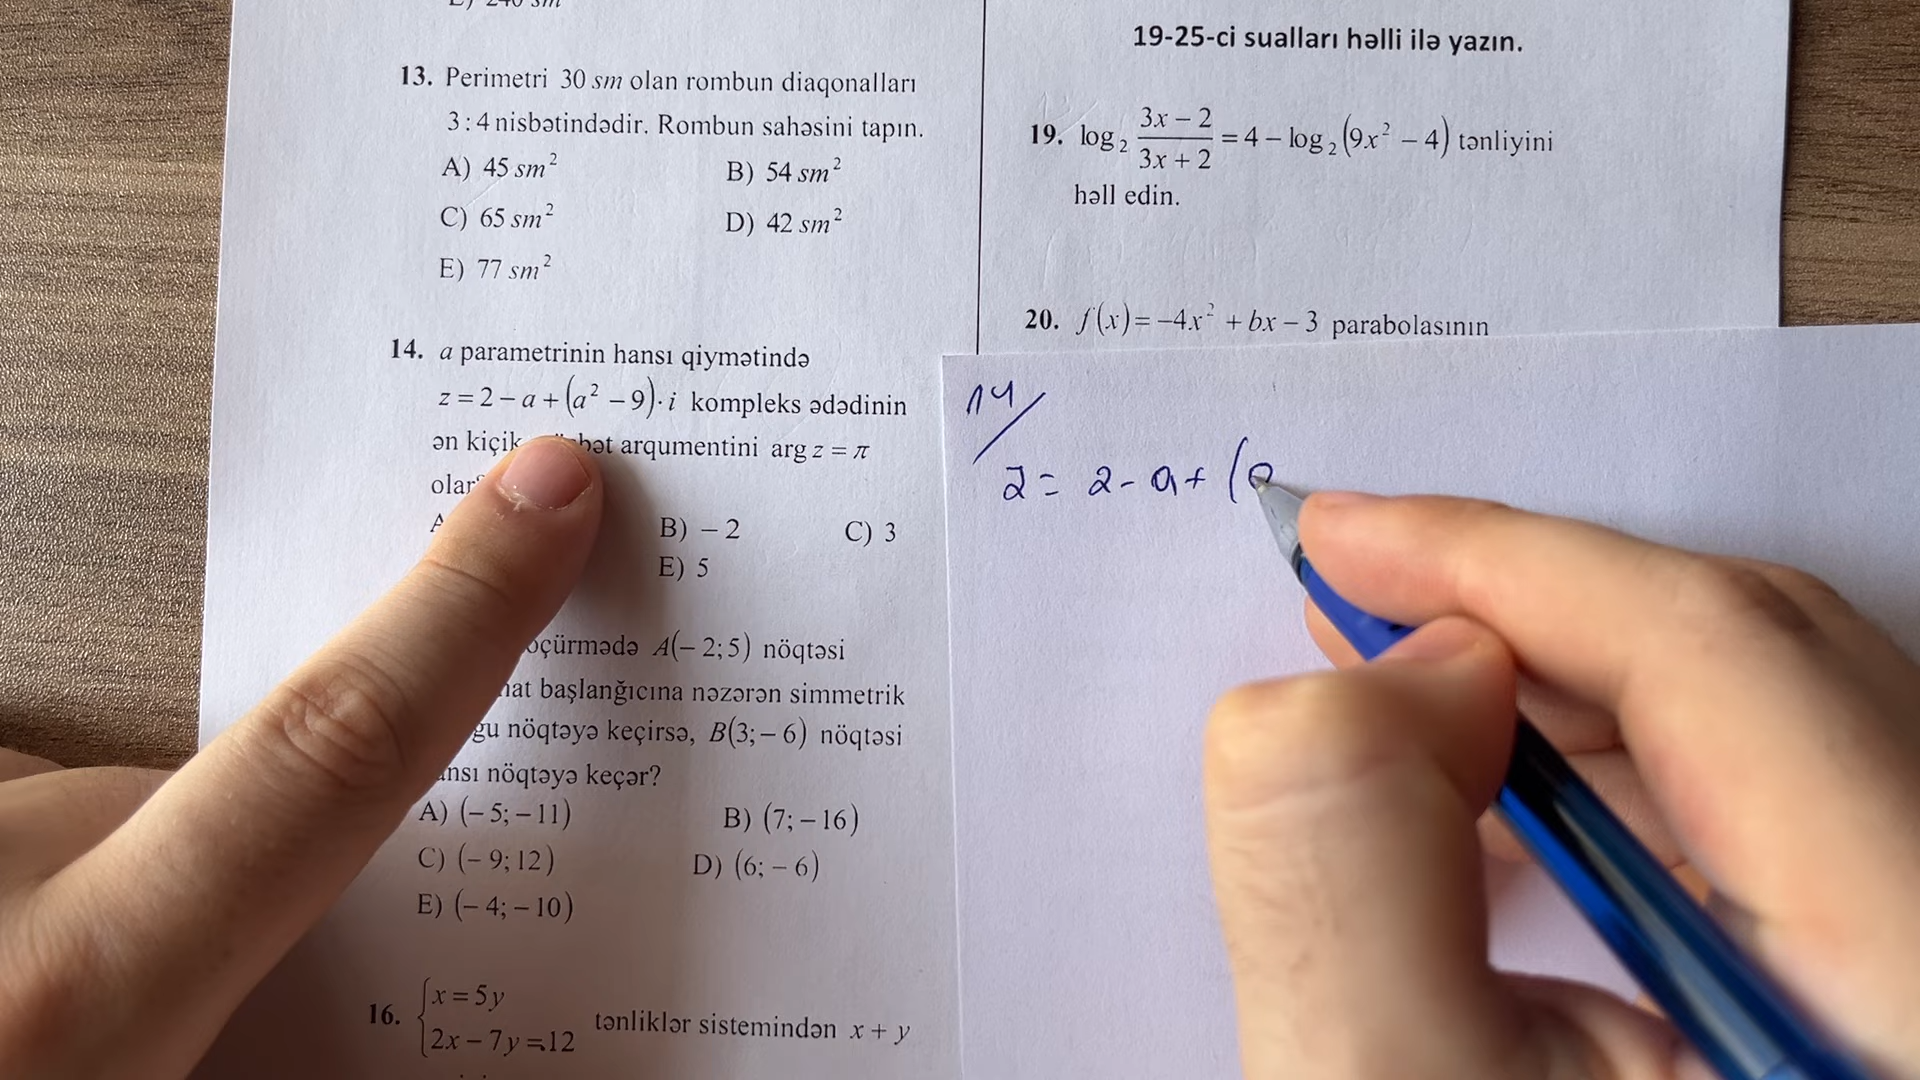 E) 240 sm
13. Perimetri 30 sm olan rombun diaqonalları
3 : 4 nisbətindədir. Rombun sahəsini tapın.
A) 45 sm² B) 54 sm²
C) 65 sm² D) 42 sm²
E) 77 sm²
14. a parametrinin hansı qiymətində
z = 2 – a + (a² – 9)· i kompleks ədədinin
ən kiçik arqumentini arg z = π
B) – 2 C) 3
E) 5
A(– 2; 5) nöqtəsi
başlanğıcına nəzərən simmetrik
nöqtəyə keçirsə, B(3; – 6) nöqtəsi
nöqtəyə keçər?
A) (– 5; – 11) B) (7; – 16)
C) (– 9; 12) D) (6; – 6)
E) (– 4; – 10)
16. { x = 5y
2x – 7y = 12 tənliklər sistemindən x + y
19-25-ci sualları həlli ilə yazın.
19. log₂ (3x – 2)/(3x + 2) = 4 – log₂(9x² – 4) tənliyini
həll edin.
20. f(x) = –4x² + bx – 3 parabolasının
14/
z = 2 - a + (a